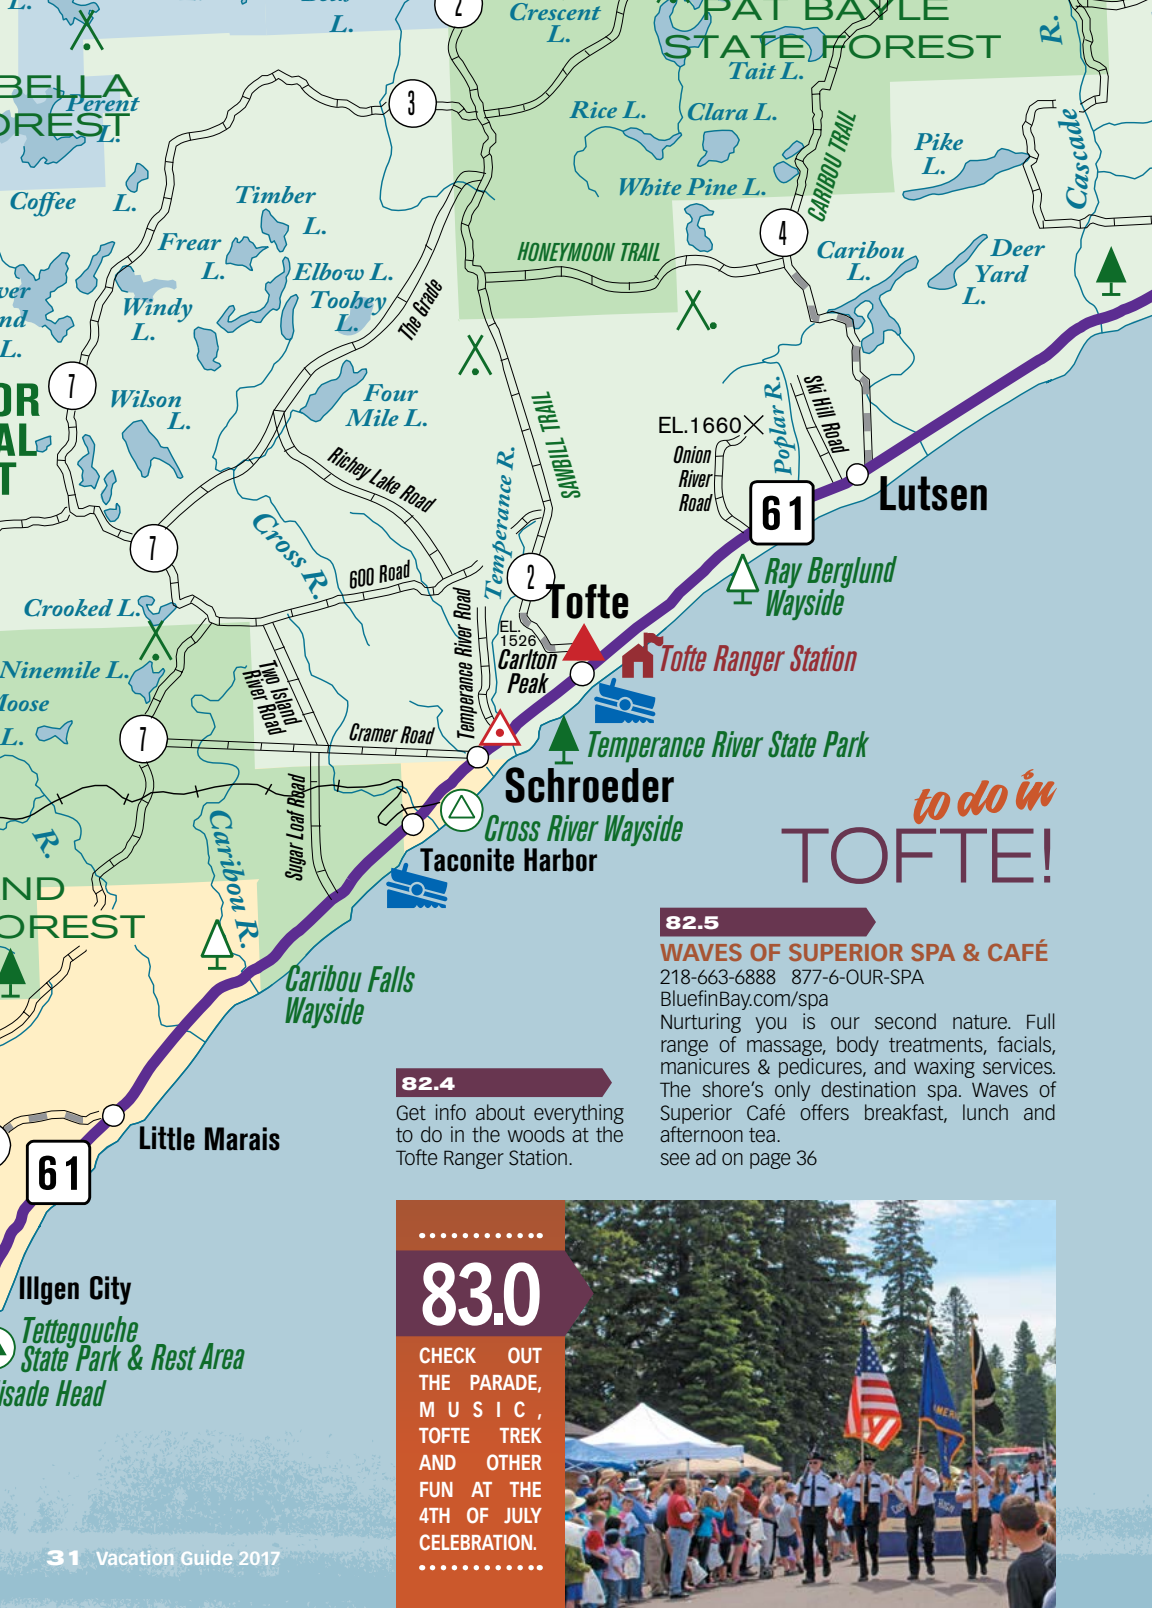 L.
L.
2
Crescent
L.
PAT BAYLE
STATE FOREST
R.
Tait L.
BELLA
Perent
OREST
L.
3
Rice L.
Clara L.
CARIBOU TRAIL
Pike
L.
Cascade
Coffee L.
Timber
L.
White Pine L.
4
Frear
L.
Elbow L.
Toohey
L.
The Grade
HONEYMOON TRAIL
Caribou
L.
Deer
Yard
L.
ver
nd
L.
Windy
L.
7
OR
AL
T
Wilson
L.
Four
Mile L.
SAWBILL TRAIL
EL.1660
Onion
River
Road
Poplar R.
Ski Hill Road
Richey Lake Road
Temperance R.
61
Lutsen
7
Cross R.
600 Road
2
Tofte
Ray Berglund
Wayside
Crooked L.
EL.
1526
Carlton
Peak
Temperance River Road
Tofte Ranger Station
Ninemile L.
Moose
L.
Two Island
River Road
7
Cramer Road
Temperance River State Park
Schroeder
Sugar Loaf Road
Cross River Wayside
R.
Caribou R.
Taconite Harbor
ND
OREST
Caribou Falls
Wayside
Little Marais
61
Illgen City
Tettegouche
State Park & Rest Area
isade Head
to do in
TOFTE!
82.5
WAVES OF SUPERIOR SPA & CAFÉ
218-663-6888 877-6-OUR-SPA
BluefinBay.com/spa
Nurturing you is our second nature. Full
range of massage, body treatments, facials,
manicures & pedicures, and waxing services.
The shore's only destination spa. Waves of
Superior Café offers breakfast, lunch and
afternoon tea.
see ad on page 36
82.4
Get info about everything
to do in the woods at the
Tofte Ranger Station.
83.0
CHECK OUT
THE PARADE,
MUSIC,
TOFTE TREK
AND OTHER
FUN AT THE
4TH OF JULY
CELEBRATION.
31 Vacation Guide 2017